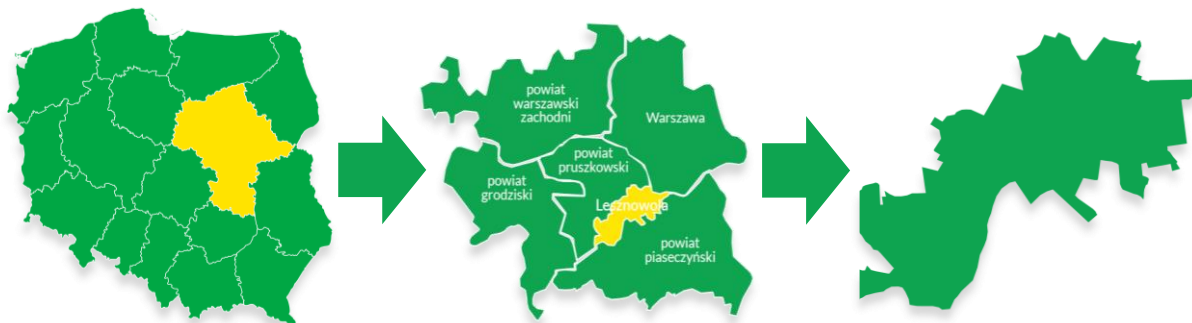 powiat
warszawski
zachodni
Warszawa
powiat
pruszkowski
powiat
grodziski
Lesznowola
powiat
piaseczyński